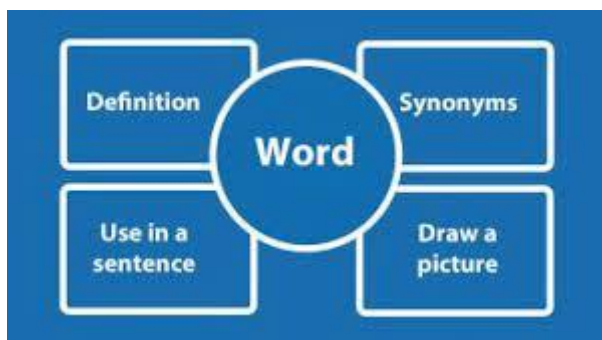 Definition
Synonyms
Word
Use in a
sentence
Draw a
picture